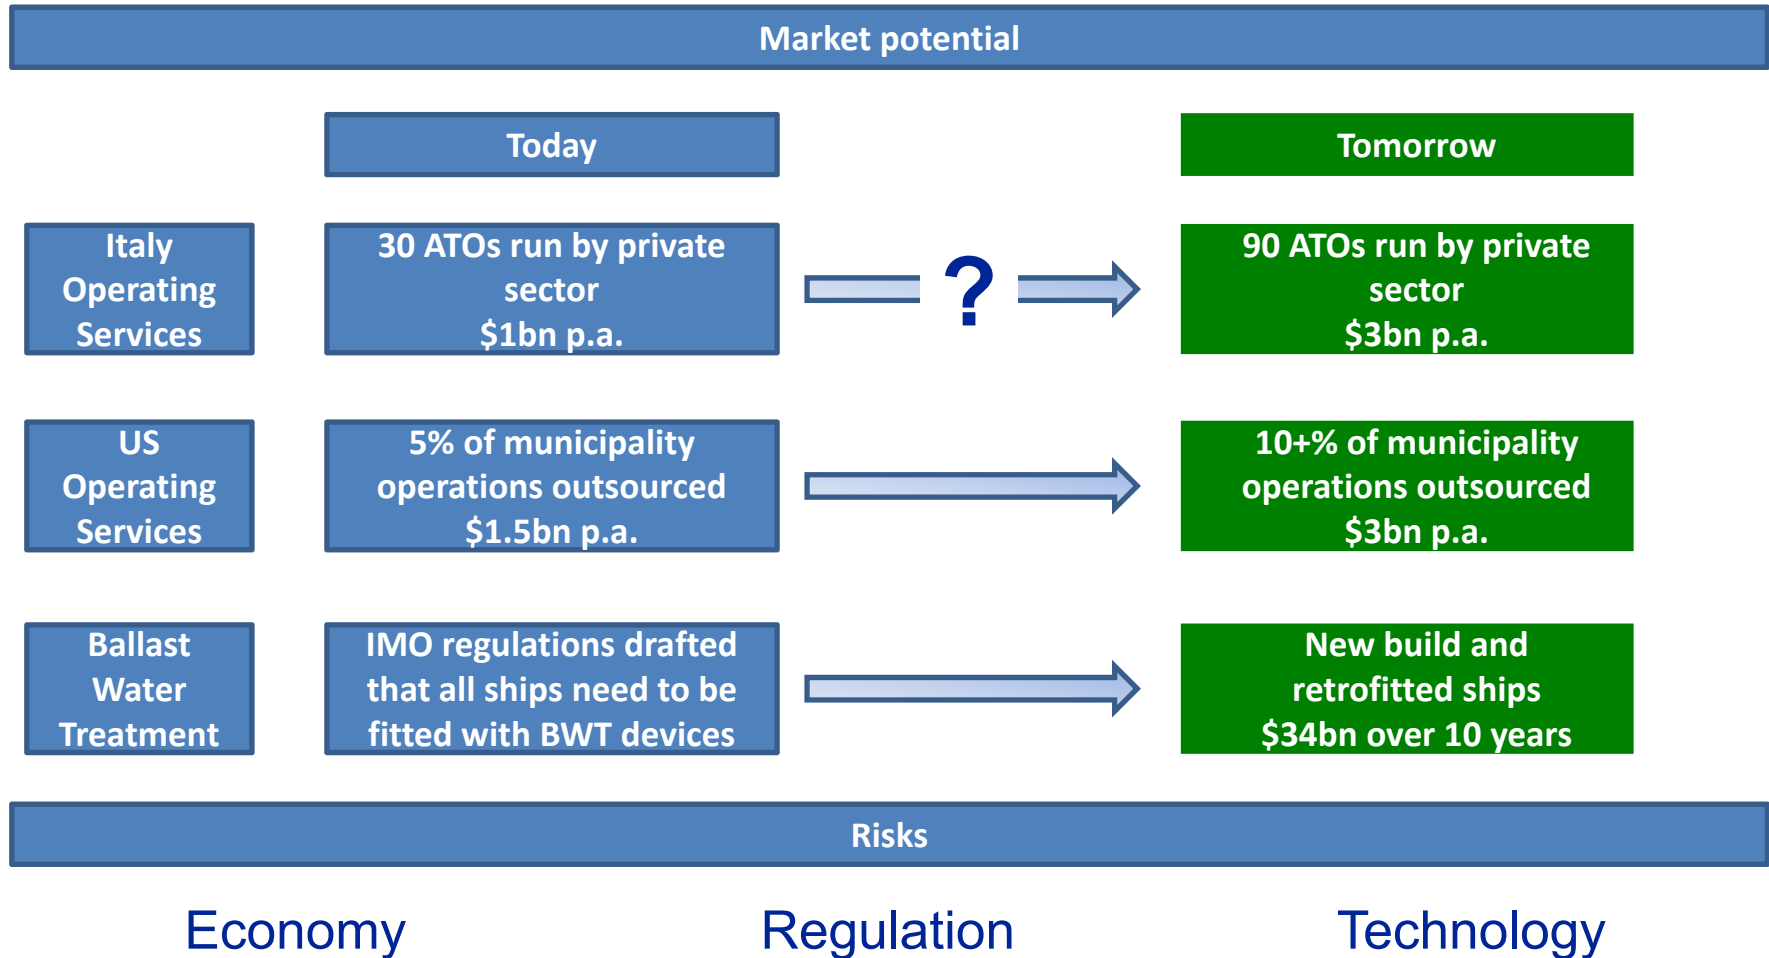 Market potential
Today
Tomorrow
Italy
Operating
Services
30 ATOs run by private
sector
$1bn p.a.
?
90 ATOs run by private
sector
$3bn p.a.
US
Operating
Services
5% of municipality
operations outsourced
$1.5bn p.a.
10+% of municipality
operations outsourced
$3bn p.a.
Ballast
Water
Treatment
IMO regulations drafted
that all ships need to be
fitted with BWT devices
New build and
retrofitted ships
$34bn over 10 years
Risks
Economy
Regulation
Technology